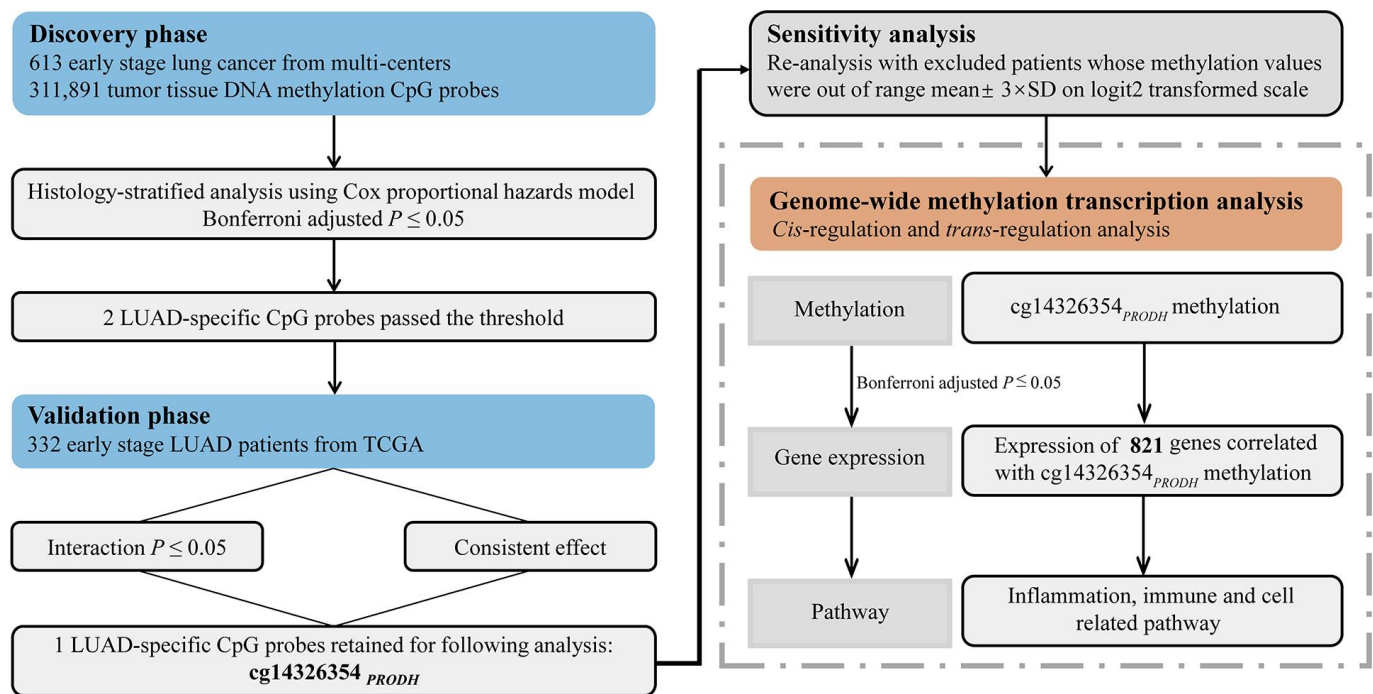 Discovery phase
613 early stage lung cancer from multi-centers
311,891 tumor tissue DNA methylation CpG probes
Histology-stratified analysis using Cox proportional hazards model
Bonferroni adjusted P ≤ 0.05
2 LUAD-specific CpG probes passed the threshold
Validation phase
332 early stage LUAD patients from TCGA
Interaction P ≤ 0.05
Consistent effect
1 LUAD-specific CpG probes retained for following analysis:
cg14326354 PRODH
Sensitivity analysis
Re-analysis with excluded patients whose methylation values
were out of range mean± 3×SD on logit2 transformed scale
Genome-wide methylation transcription analysis
Cis-regulation and trans-regulation analysis
Methylation
cg14326354PRODH methylation
Bonferroni adjusted P ≤ 0.05
Gene expression
Expression of 821 genes correlated
with cg14326354PRODH methylation
Pathway
Inflammation, immune and cell
related pathway